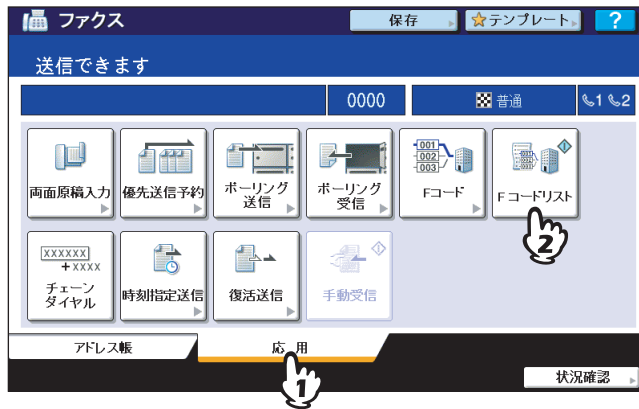 ファクス
保存
テンプレート
?
送信できます
0000
普通
1 2
両面原稿入力
優先送信予約
ポーリング
送信
ポーリング
受信
001
002
003
Fコード
Fコードリスト
2
XXXXXX
+XXXX
チェーン
ダイヤル
時刻指定送信
復活送信
手動受信
アドレス帳
応用
1
状況確認